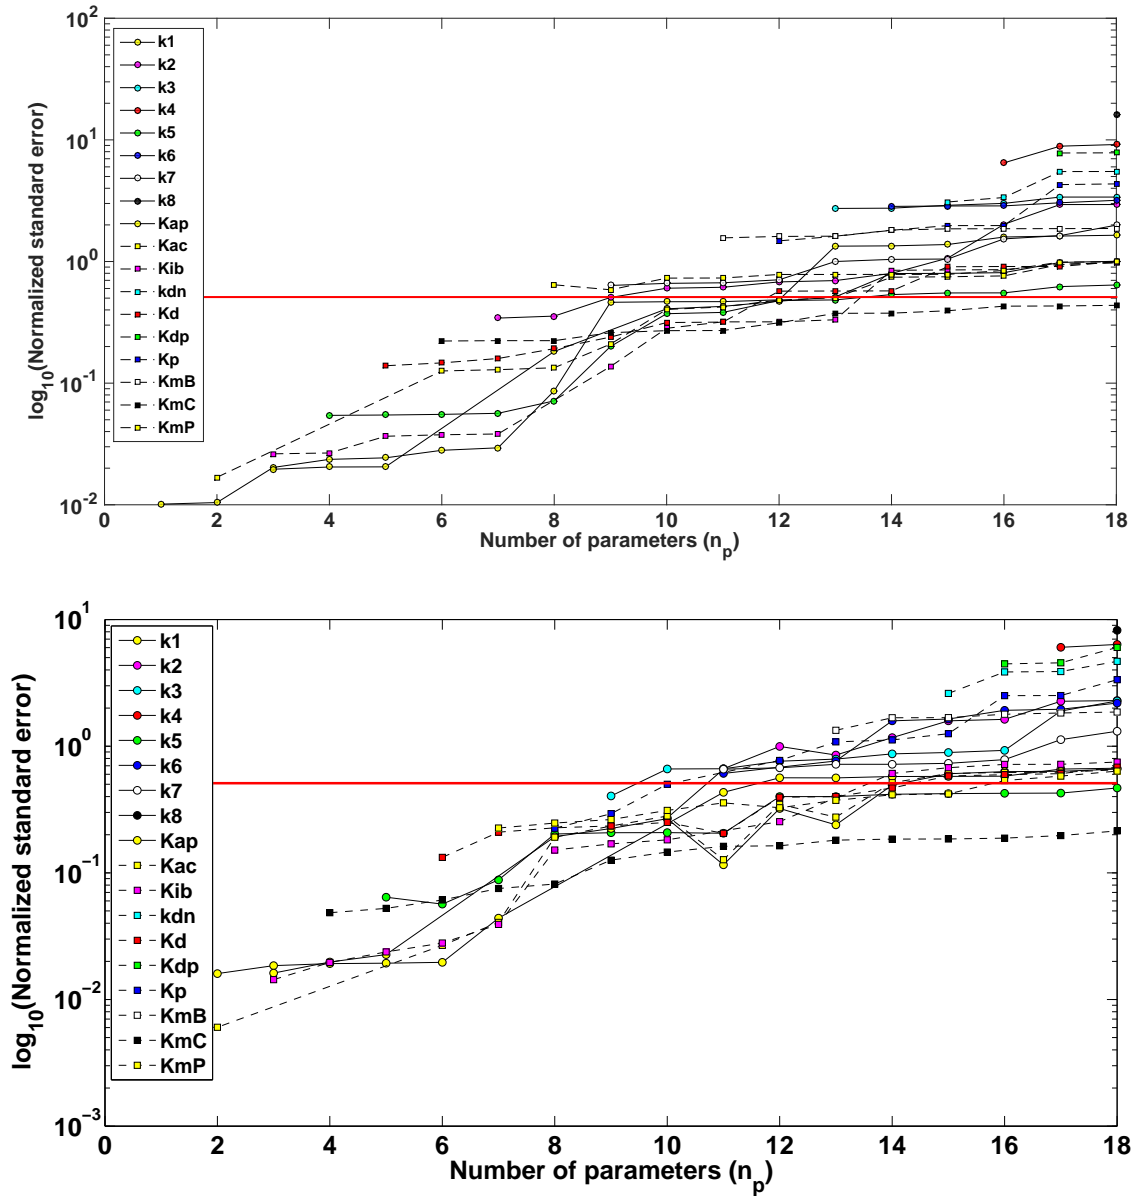 10^2
10^1
10^0
10^-1
10^-2
log10(Normalized standard error)
k1
k2
k3
k4
k5
k6
k7
k8
Kap
Kac
Kib
kdn
Kd
Kdp
Kp
KmB
KmC
KmP
0 2 4 6 8 10 12 14 16 18
Number of parameters (n_p)
10^1
10^0
10^-1
10^-2
10^-3
log10(Normalized standard error)
k1
k2
k3
k4
k5
k6
k7
k8
Kap
Kac
Kib
kdn
Kd
Kdp
Kp
KmB
KmC
KmP
0 2 4 6 8 10 12 14 16 18
Number of parameters (n_p)